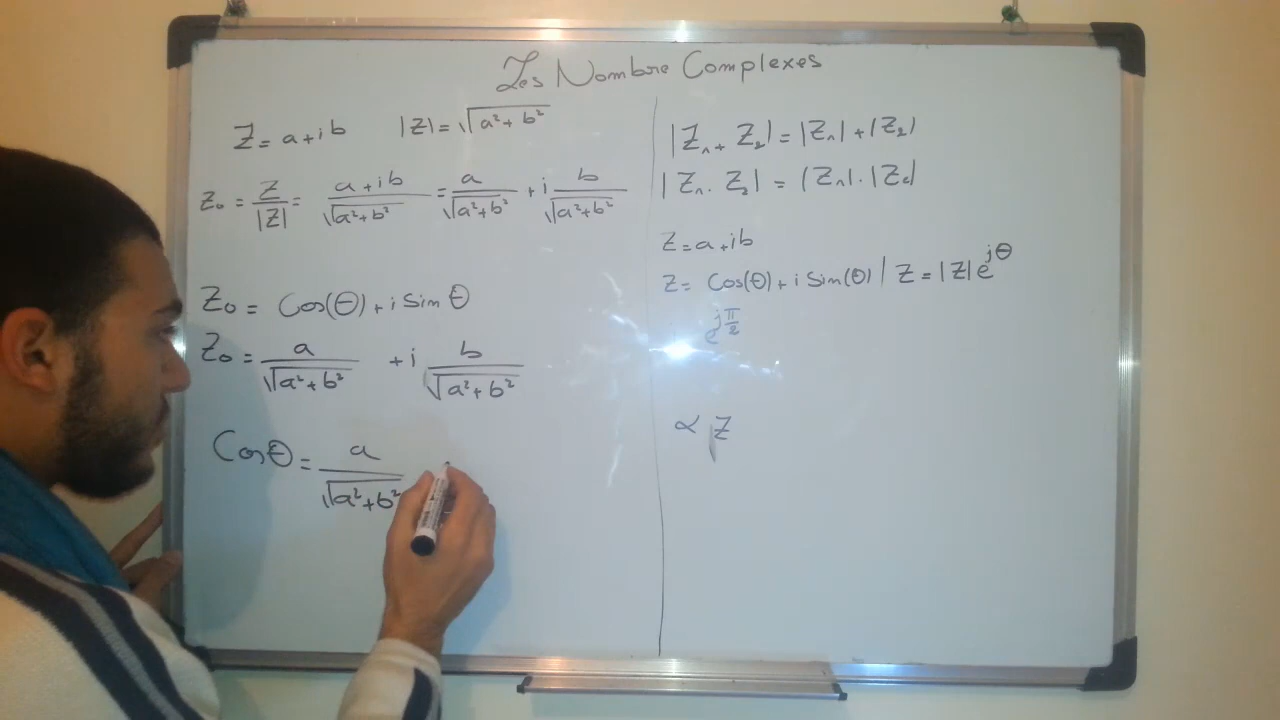 Les Nombre Complexes
Z = a + ib |Z| = √(a² + b²)
Z₀ = Z/|Z| = (a + ib)/√(a² + b²) = a/√(a² + b²) + i b/√(a² + b²)
Z₀ = Cos(θ) + i Sin θ
Z₀ = a/√(a² + b²) + i b/√(a² + b²)
Cosθ = a/√(a² + b²)
|Z₁ + Z₂| = |Z₁| + |Z₂|
|Z₁ . Z₂| = |Z₁| . |Z₂|
Z = a + ib
Z = Cos(θ) + i Sin(θ) / Z = |Z| e^jθ
e^jπ/2
α Z